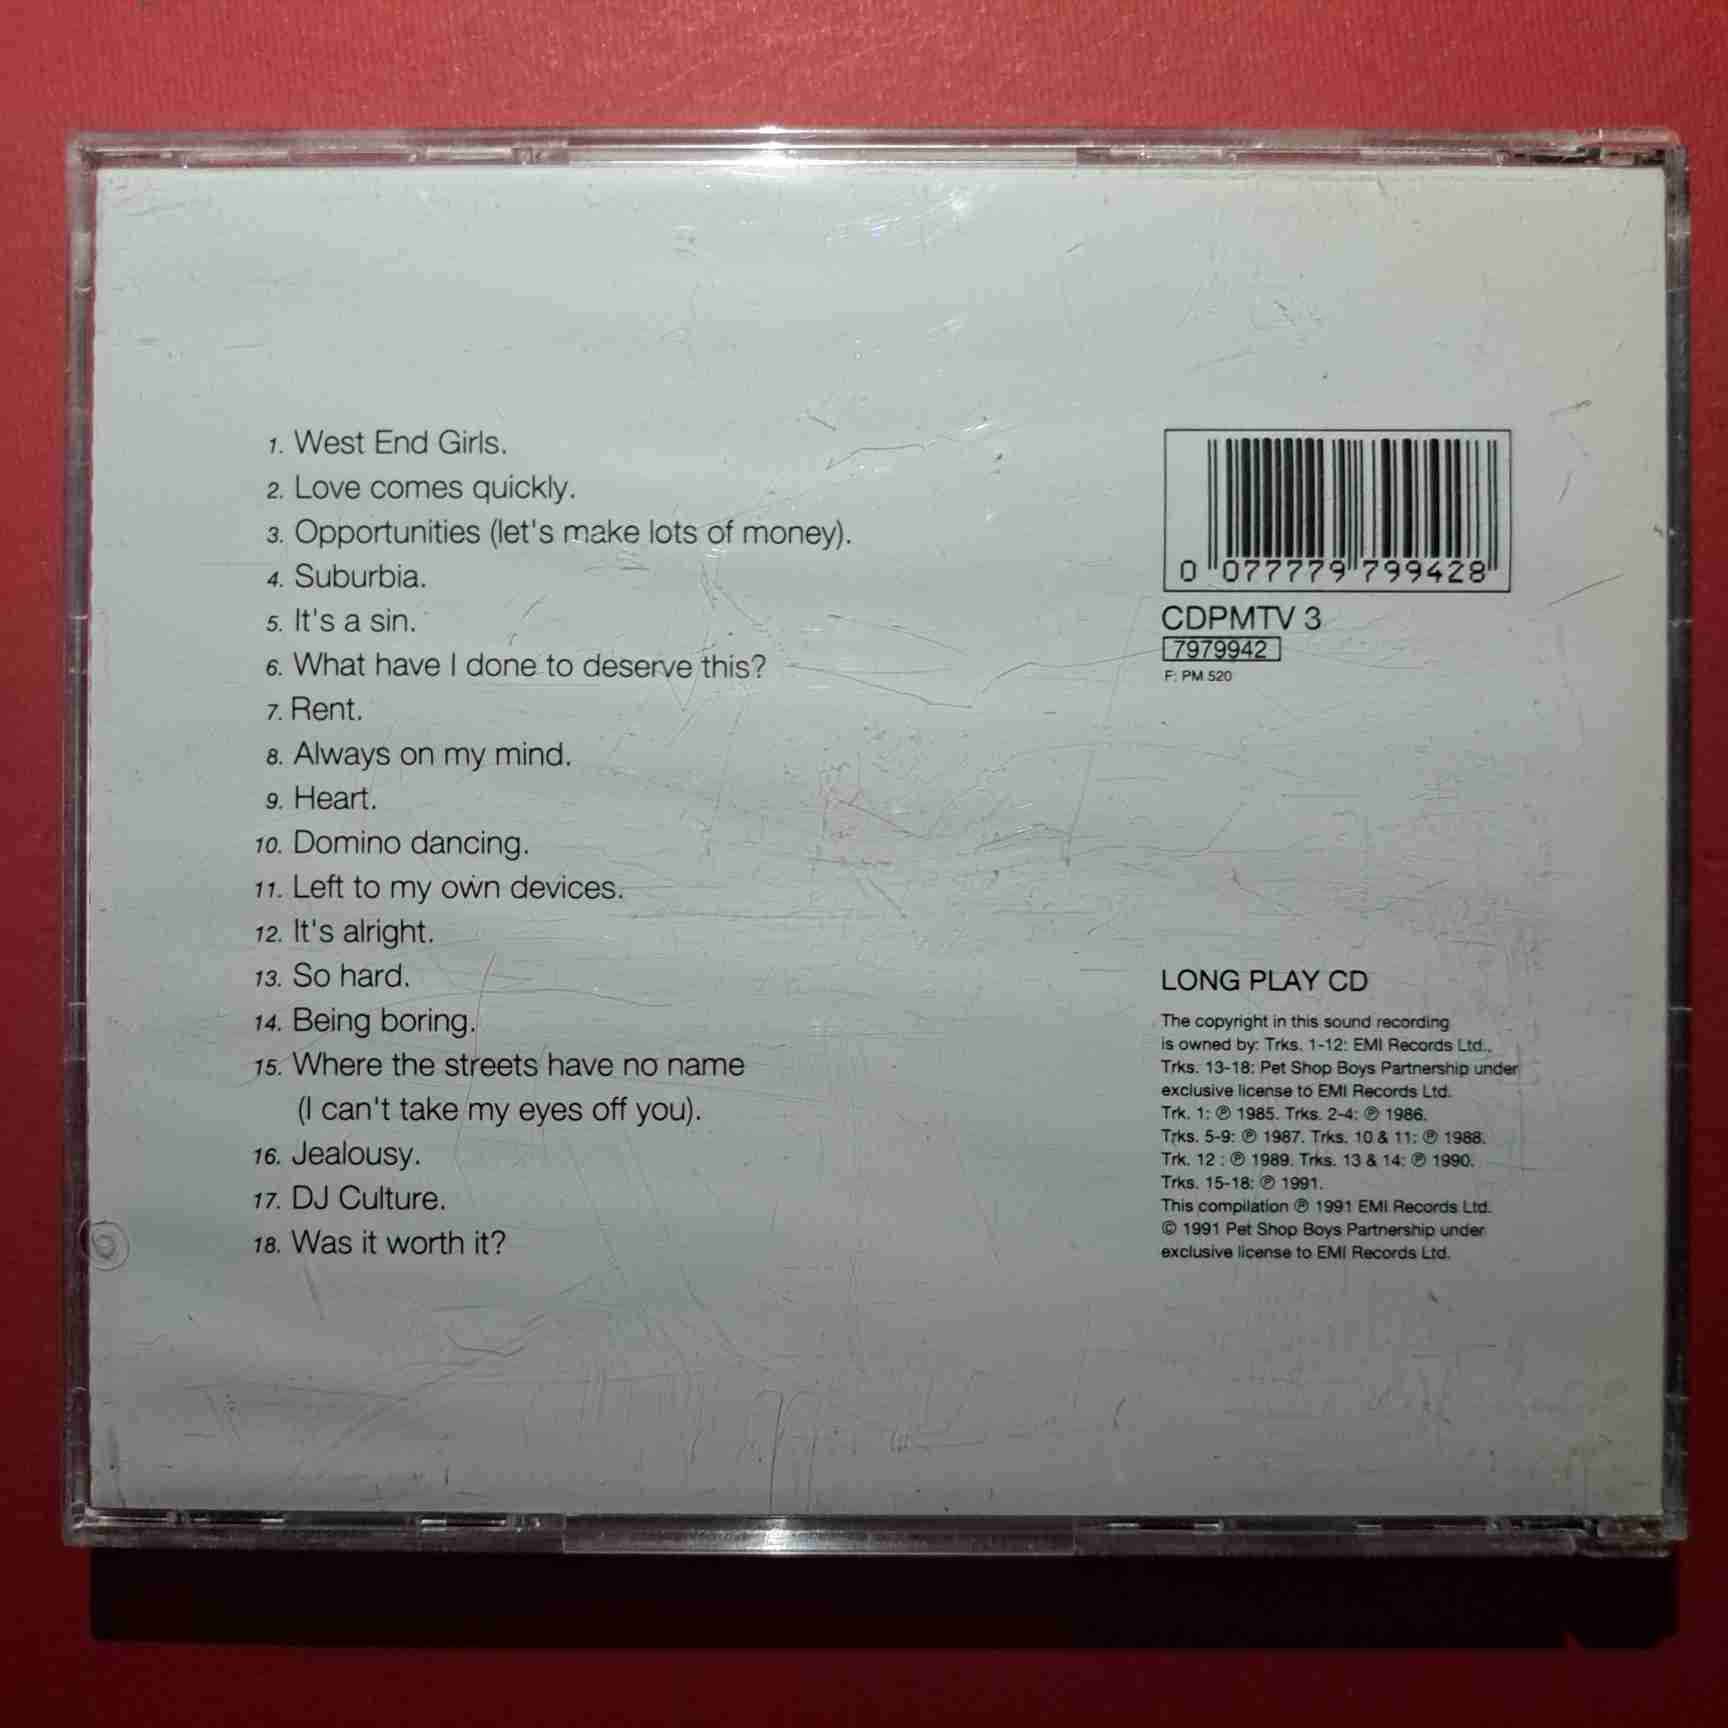 1. West End Girls.
2. Love comes quickly.
3. Opportunities (let's make lots of money).
4. Suburbia.
5. It's a sin.
6. What have I done to deserve this?
7. Rent.
8. Always on my mind.
9. Heart.
10. Domino dancing.
11. Left to my own devices.
12. It's alright.
13. So hard.
14. Being boring.
15. Where the streets have no name
(I can't take my eyes off you).
16. Jealousy.
17. DJ Culture.
18. Was it worth it?
0 077779 799428
CDPMTV 3
7979942
F: PM 520
LONG PLAY CD
The copyright in this sound recording
is owned by: Trks. 1-12: EMI Records Ltd.,
Trks. 13-18: Pet Shop Boys Partnership under
exclusive license to EMI Records Ltd.
Trk. 1: ℗ 1985. Trks. 2-4: ℗ 1986.
Trks. 5-9: ℗ 1987. Trks. 10 & 11: ℗ 1988.
Trk. 12 : ℗ 1989. Trks. 13 & 14: ℗ 1990.
Trks. 15-18: ℗ 1991.
This compilation ℗ 1991 EMI Records Ltd.
© 1991 Pet Shop Boys Partnership under
exclusive license to EMI Records Ltd.